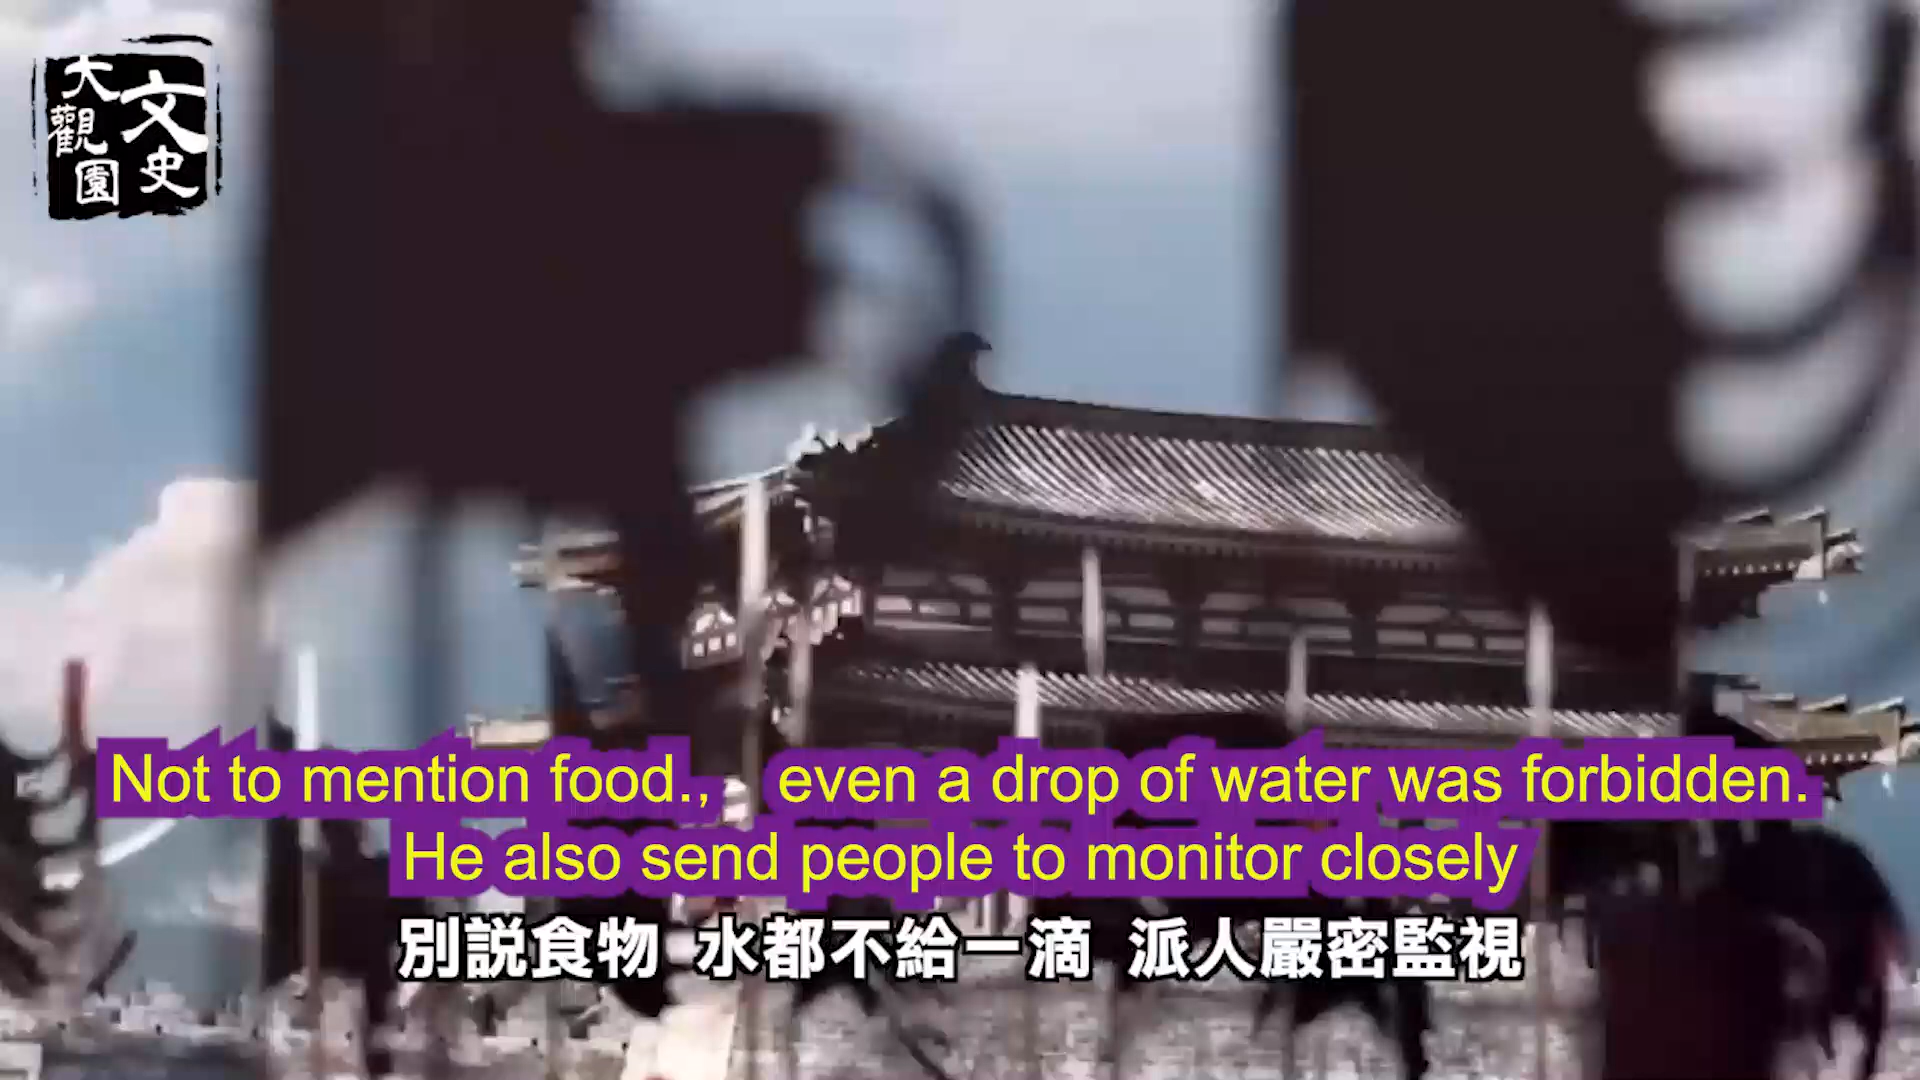 文史
大觀園
Not to mention food., even a drop of water was forbidden.
He also send people to monitor closely
別説食物 水都不給一滴 派人嚴密監視